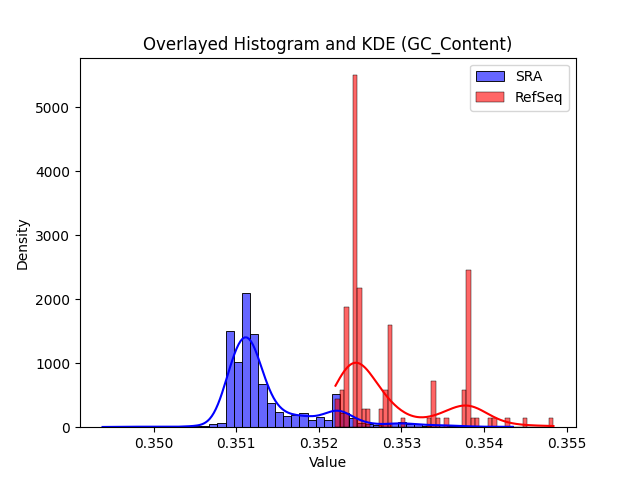 Overlayed Histogram and KDE (GC_Content)
SRA
RefSeq
5000
4000
3000
2000
1000
0
Density
0.350 0.351 0.352 0.353 0.354 0.355
Value